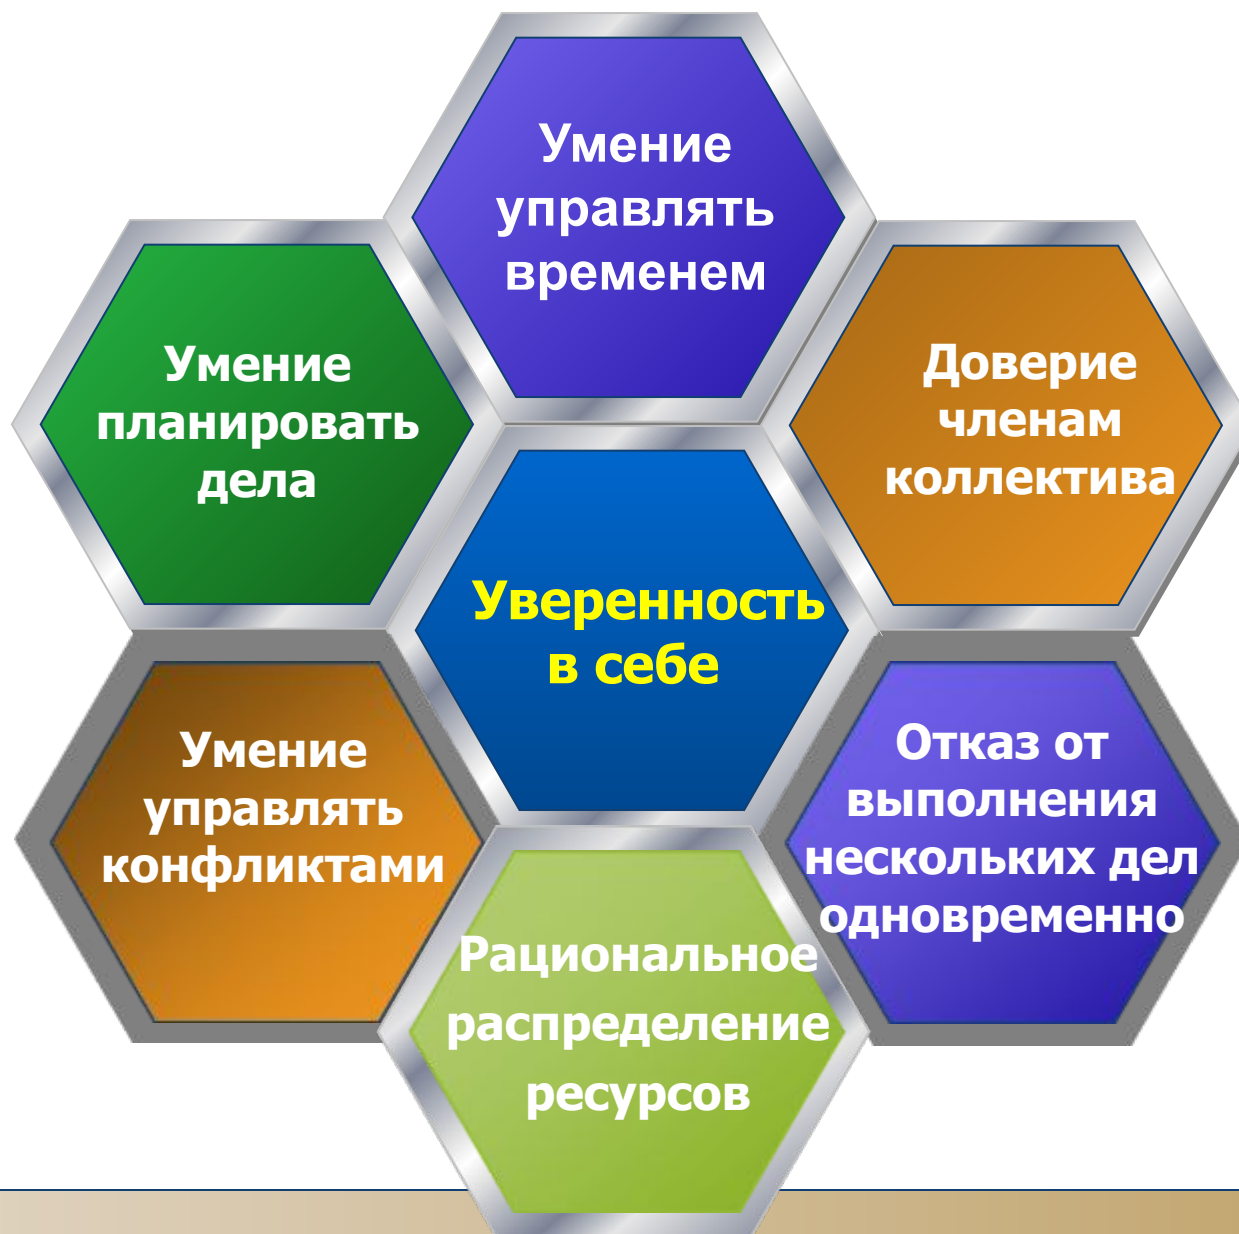 Умение
управлять
временем
Умение
планировать
дела
Доверие
членам
коллектива
Уверенность
в себе
Умение
управлять
конфликтами
Отказ от
выполнения
нескольких дел
одновременно
Рациональное
распределение
ресурсов